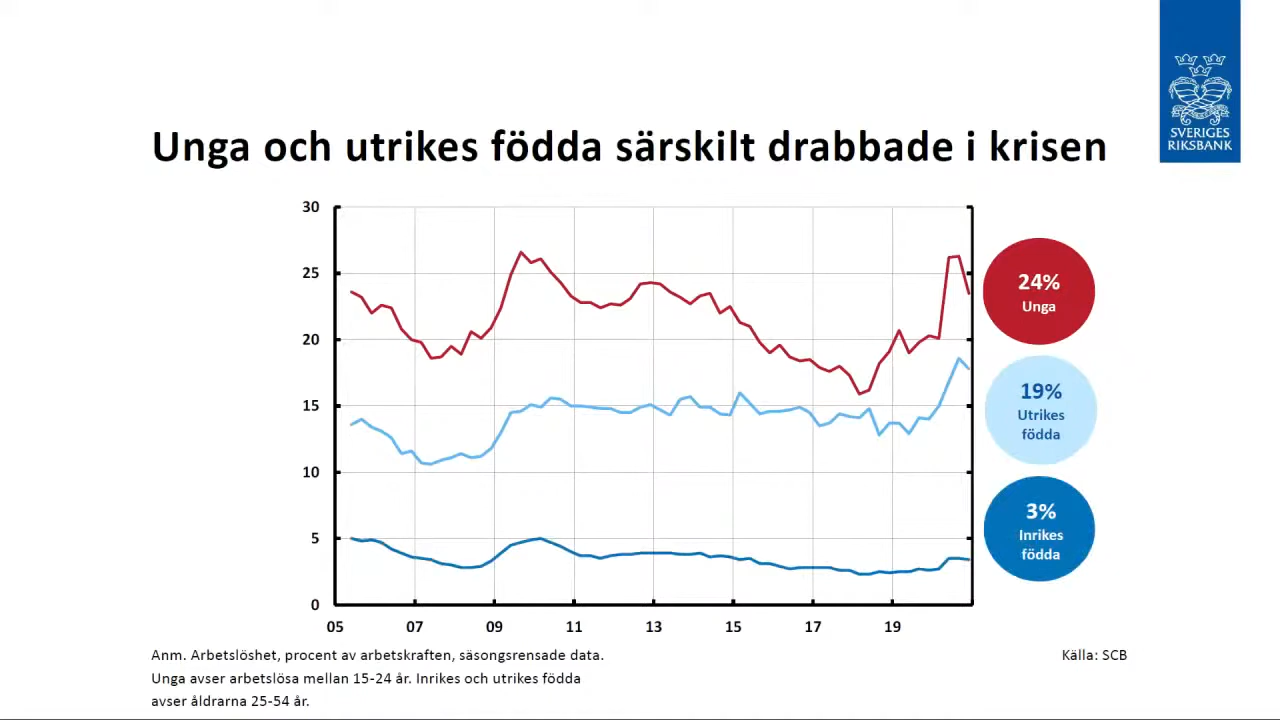 SVERIGES
RIKSBANK
Unga och utrikes födda särskilt drabbade i krisen
30
25
20
15
10
5
0
05 07 09 11 13 15 17 19
24%
Unga
19%
Utrikes
födda
3%
Inrikes
födda
Anm. Arbetslöshet, procent av arbetskraften, säsongsrensade data.
Unga avser arbetslösa mellan 15-24 år. Inrikes och utrikes födda
avser åldrarna 25-54 år.
Källa: SCB